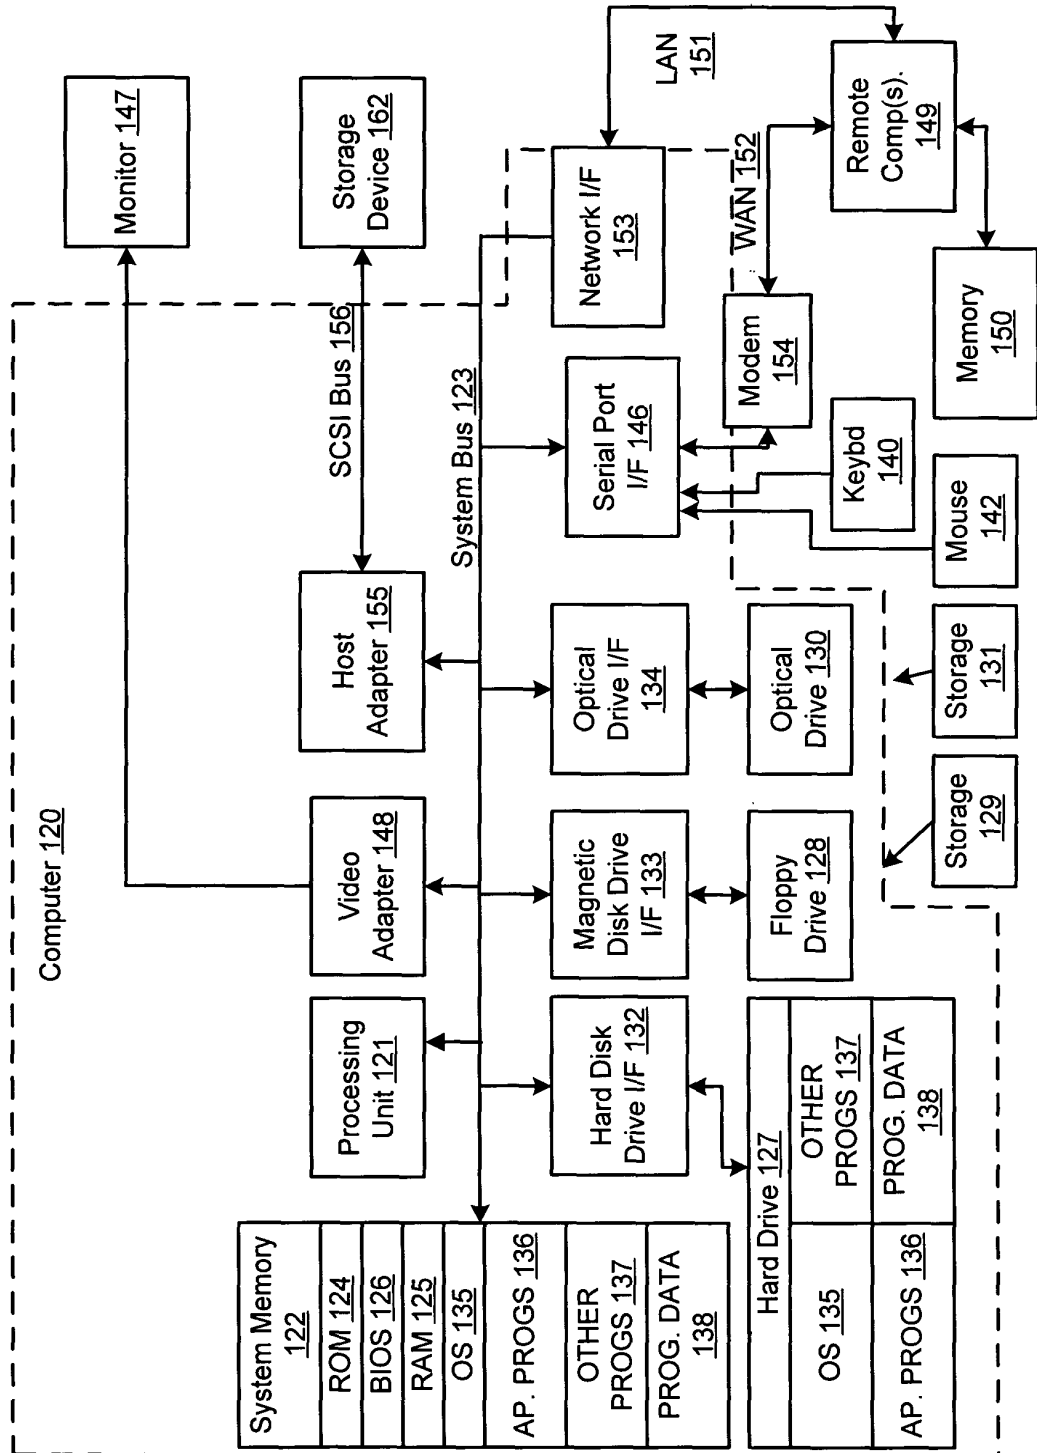 Computer 120
Monitor 147
Storage
Device 162
SCSI Bus 156
System Memory
122
ROM 124
BIOS 126
RAM 125
OS 135
AP. PROGS 136
OTHER
PROGS 137
PROG. DATA
138
Processing
Unit 121
Video
Adapter 148
Host
Adapter 155
System Bus 123
Hard Disk
Drive I/F 132
Magnetic
Disk Drive
I/F 133
Optical
Drive I/F
134
Serial Port
I/F 146
Network I/F
153
LAN
151
Hard Drive 127
OS 135
OTHER
PROGS 137
AP. PROGS 136
PROG. DATA
138
Floppy
Drive 128
Optical
Drive 130
Modem
154
WAN 152
Remote
Comp(s).
149
Storage
129
Storage
131
Mouse
142
Keybd
140
Memory
150